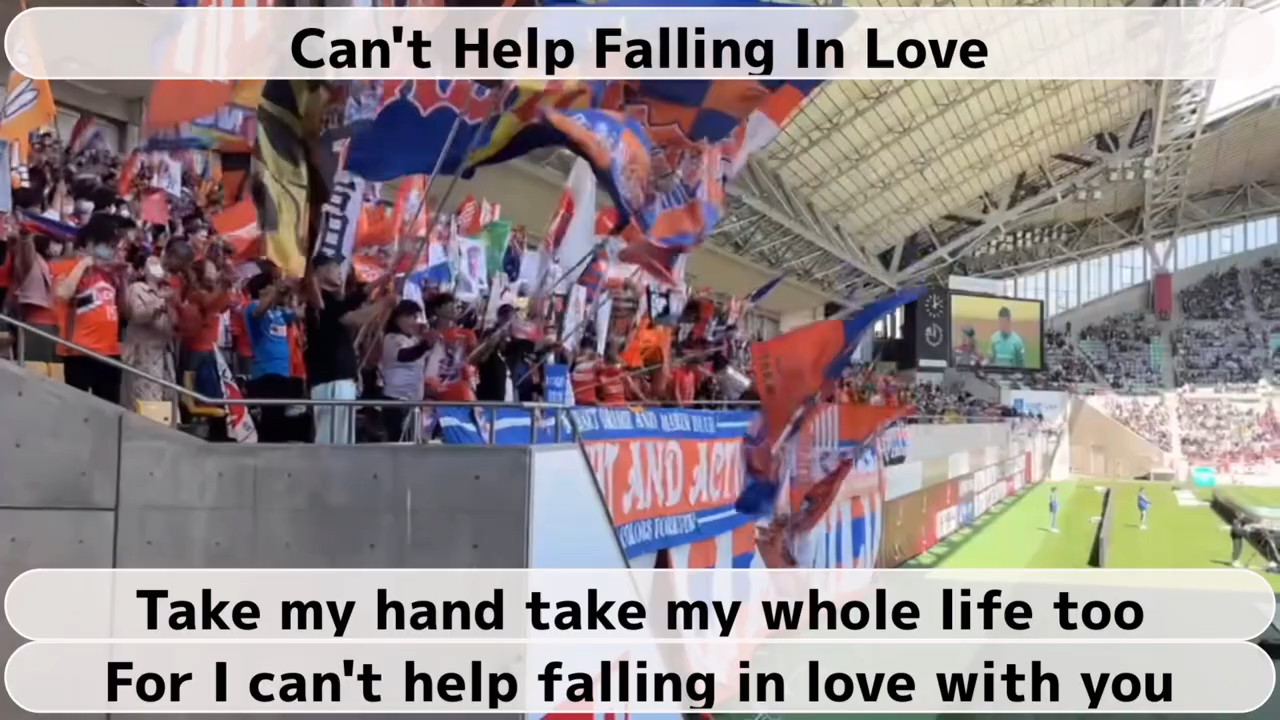 Can't Help Falling In Love
AND
Take my hand take my whole life too
For I can't help falling in love with you